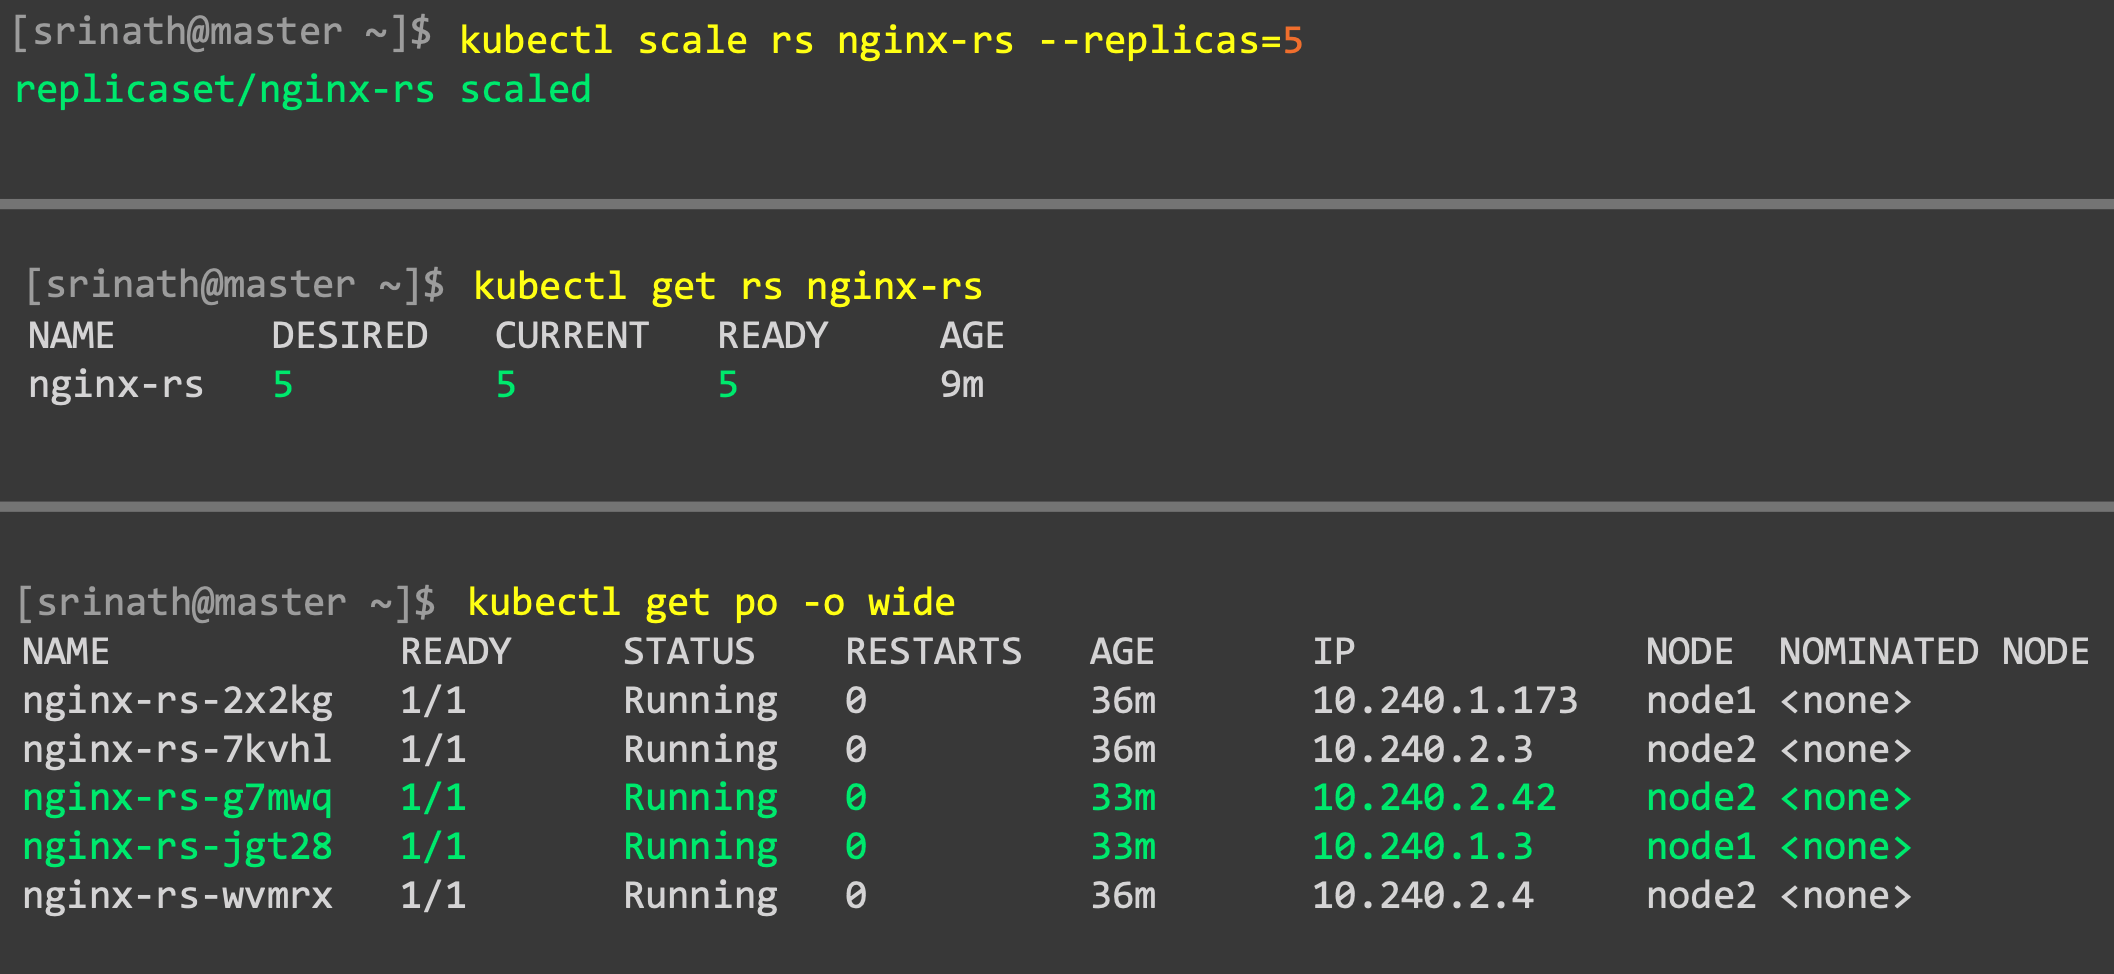 [srinath@master ~]$ kubectl scale rs nginx-rs --replicas=5
replicaset/nginx-rs scaled
[srinath@master ~]$ kubectl get rs nginx-rs
NAME DESIRED CURRENT READY AGE
nginx-rs 5 5 5 9m
[srinath@master ~]$ kubectl get po -o wide
NAME READY STATUS RESTARTS AGE IP NODE NOMINATED NODE
nginx-rs-2x2kg 1/1 Running 0 36m 10.240.1.173 node1 <none>
nginx-rs-7kvhl 1/1 Running 0 36m 10.240.2.3 node2 <none>
nginx-rs-g7mwq 1/1 Running 0 33m 10.240.2.42 node2 <none>
nginx-rs-jgt28 1/1 Running 0 33m 10.240.1.3 node1 <none>
nginx-rs-wvmrx 1/1 Running 0 36m 10.240.2.4 node2 <none>